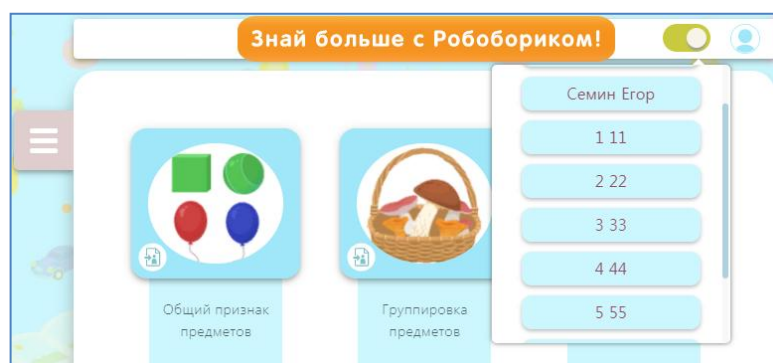 Знай больше с Робобориком!
Семин Егор
1 11
2 22
3 33
4 44
5 55
Общий признак
предметов
Группировка
предметов